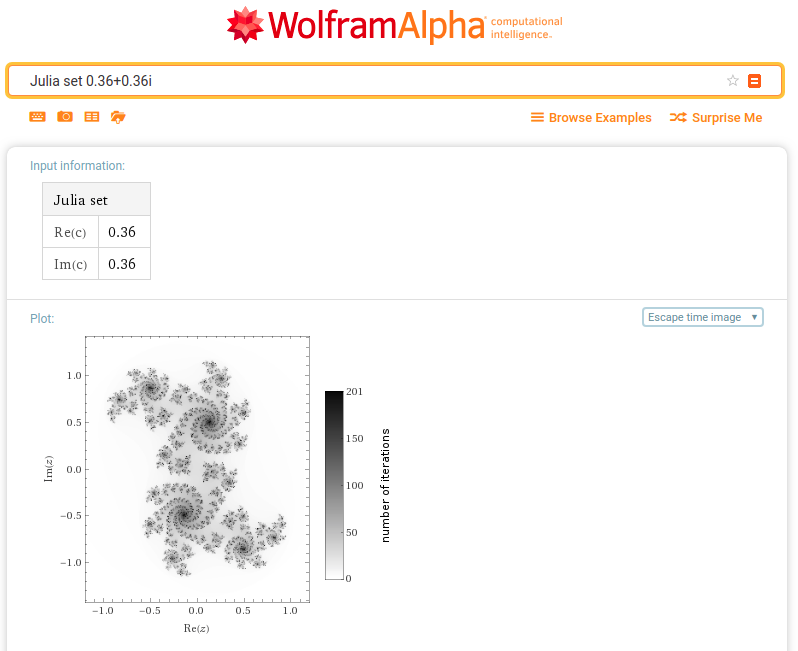 WolframAlpha computational intelligence.
Julia set 0.36+0.36i
Browse Examples Surprise Me
Input information:
Julia set
Re(c) 0.36
Im(c) 0.36
Plot:
Escape time image
1.0
0.5
0.0
−0.5
−1.0
Im(z)
−1.0 −0.5 0.0 0.5 1.0
Re(z)
201
150
100
50
0
number of iterations